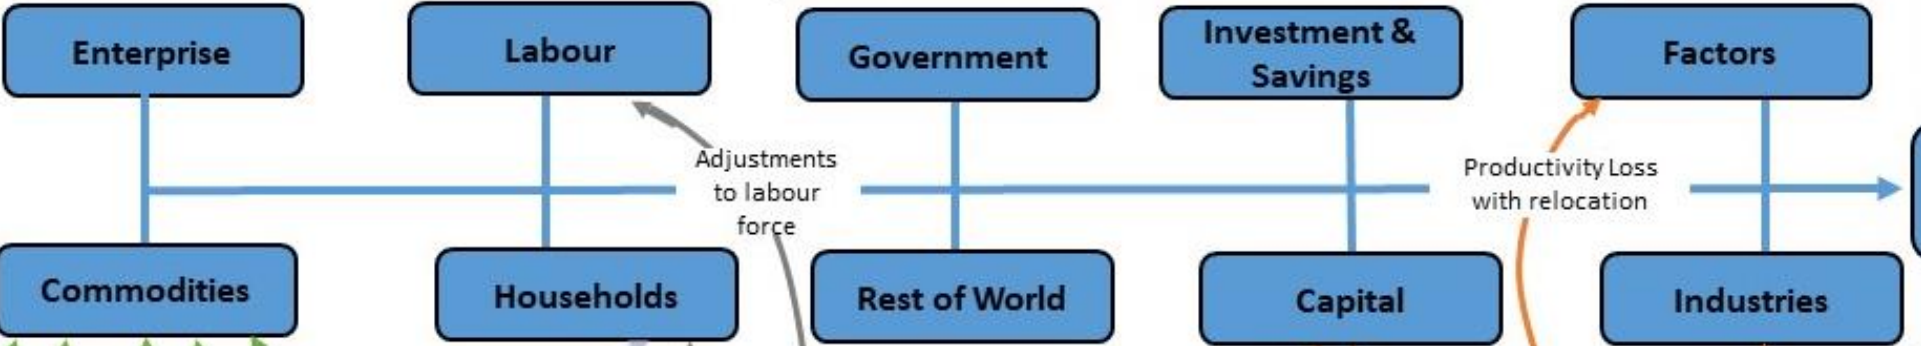 Enterprise
Labour
Government
Investment &
Savings
Factors
Adjustments
to labour
force
Productivity Loss
with relocation
Commodities
Households
Rest of World
Capital
Industries